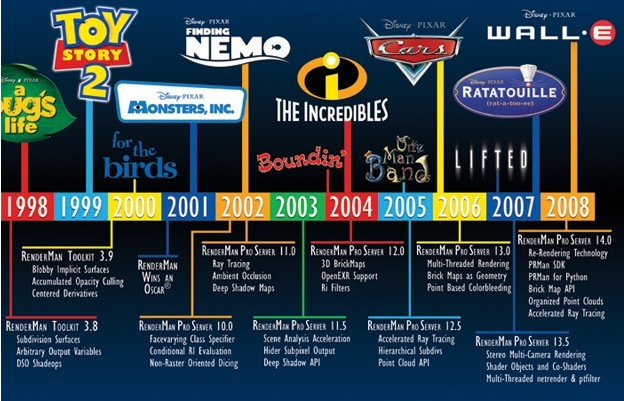 Disney · PIXAR
a
bug's
life
TOY
STORY
2
Disney · PIXAR
MONSTERS, INC.
for
the
birds
Disney · PIXAR
FINDING
NEMO
THE INCREDIBLES
Boundin'
Disney · PIXAR
Cars
One
Man
Band
Disney · PIXAR
RATATOUILLE
(rat·a·too·ee)
LIFTED
Disney · PIXAR
WALL·E
1998 1999 2000 2001 2002 2003 2004 2005 2006 2007 2008
RenderMan Toolkit 3.9
Blobby Implicit Surfaces
Accumulated Opacity Culling
Centered Derivatives
RenderMan
Wins an
Oscar®
RenderMan Pro Server 11.0
Ray Tracing
Ambient Occlusion
Deep Shadow Maps
RenderMan Pro Server 12.0
3D BrickMaps
OpenEXR Support
Ri Filters
RenderMan Pro Server 13.0
Multi-Threaded Rendering
Brick Maps as Geometry
Point Based Colorbleeding
RenderMan Pro Server 14.0
Re-Rendering Technology
PRMan SDK
PRMan for Python
Brick Map API
Organized Point Clouds
Accelerated Ray Tracing
RenderMan Toolkit 3.8
Subdivision Surfaces
Arbitrary Output Variables
DSO Shadeops
RenderMan Pro Server 10.0
Facevarying Class Specifier
Conditional RI Evaluation
Non-Raster Oriented Dicing
RenderMan Pro Server 11.5
Scene Analysis Acceleration
Hider Subpixel Output
Deep Shadow API
RenderMan Pro Server 12.5
Accelerated Ray Tracing
Hierarchical Subdivs
Point Cloud API
RenderMan Pro Server 13.5
Stereo Multi-Camera Rendering
Shader Objects and Co-Shaders
Multi-Threaded netrender & ptfilter